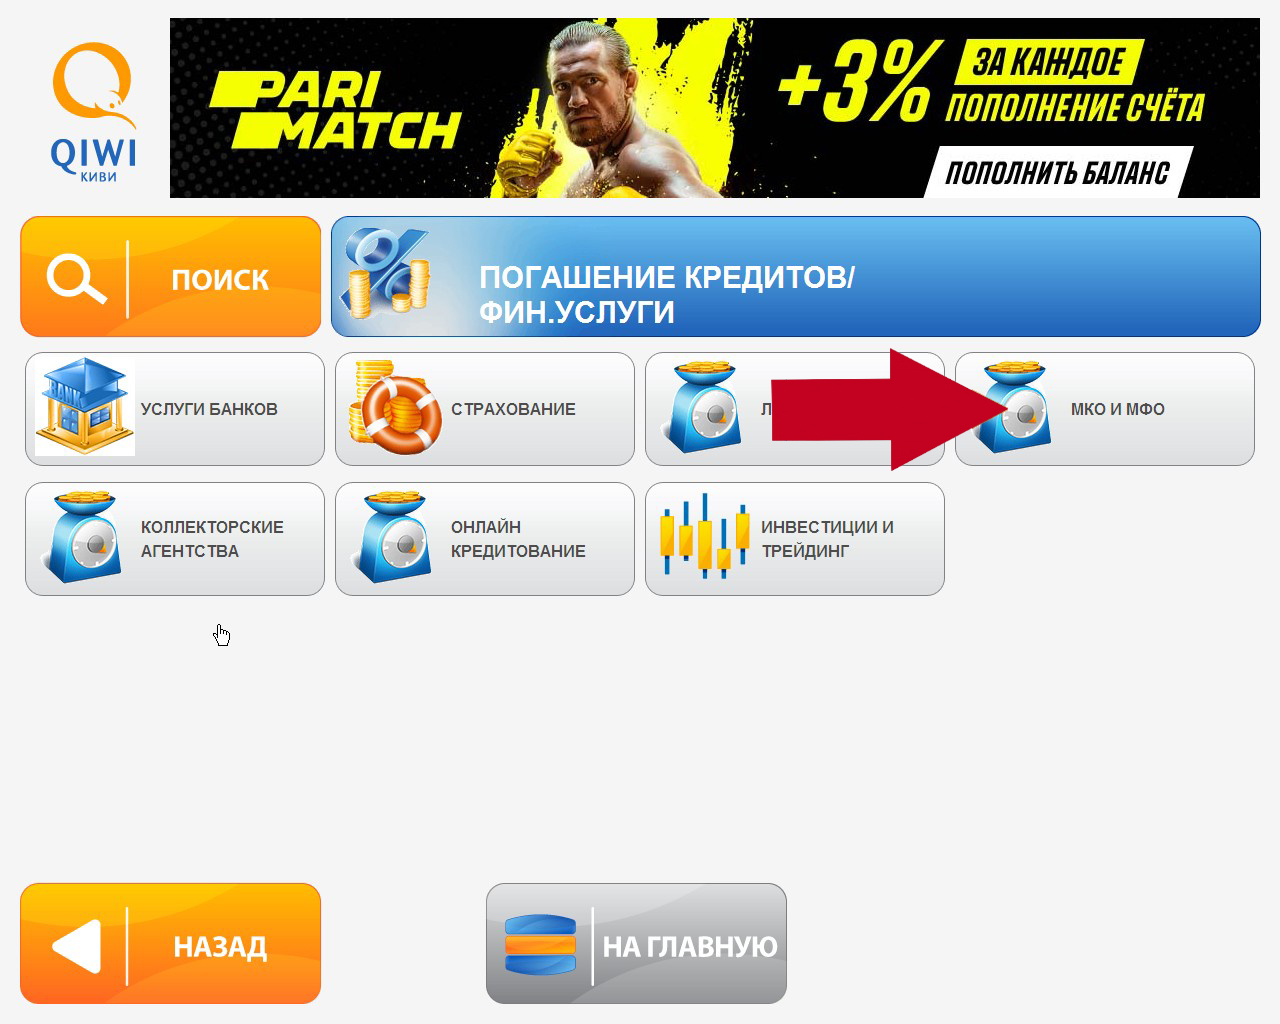 PARI
MATCH
+3%
ЗА КАЖДОЕ
ПОПОЛНЕНИЕ СЧЁТА
ПОПОЛНИТЬ БАЛАНС
QIWI
КИВИ
ПОИСК
ПОГАШЕНИЕ КРЕДИТОВ/
ФИН.УСЛУГИ
BANK
УСЛУГИ БАНКОВ
СТРАХОВАНИЕ
МКО И МФО
КОЛЛЕКТОРСКИЕ
АГЕНТСТВА
ОНЛАЙН
КРЕДИТОВАНИЕ
ИНВЕСТИЦИИ И
ТРЕЙДИНГ
НАЗАД
НА ГЛАВНУЮ